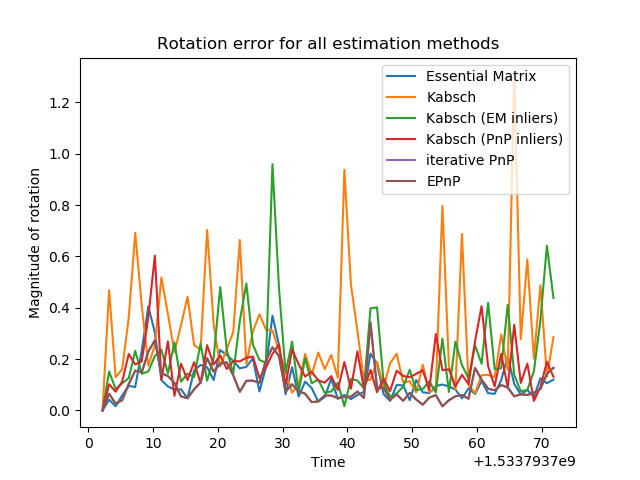 Rotation error for all estimation methods
Essential Matrix
Kabsch
Kabsch (EM inliers)
Kabsch (PnP inliers)
iterative PnP
EPnP
Magnitude of rotation
1.2
1.0
0.8
0.6
0.4
0.2
0.0
0 10 20 30 40 50 60 70
Time
+1.5337937e9